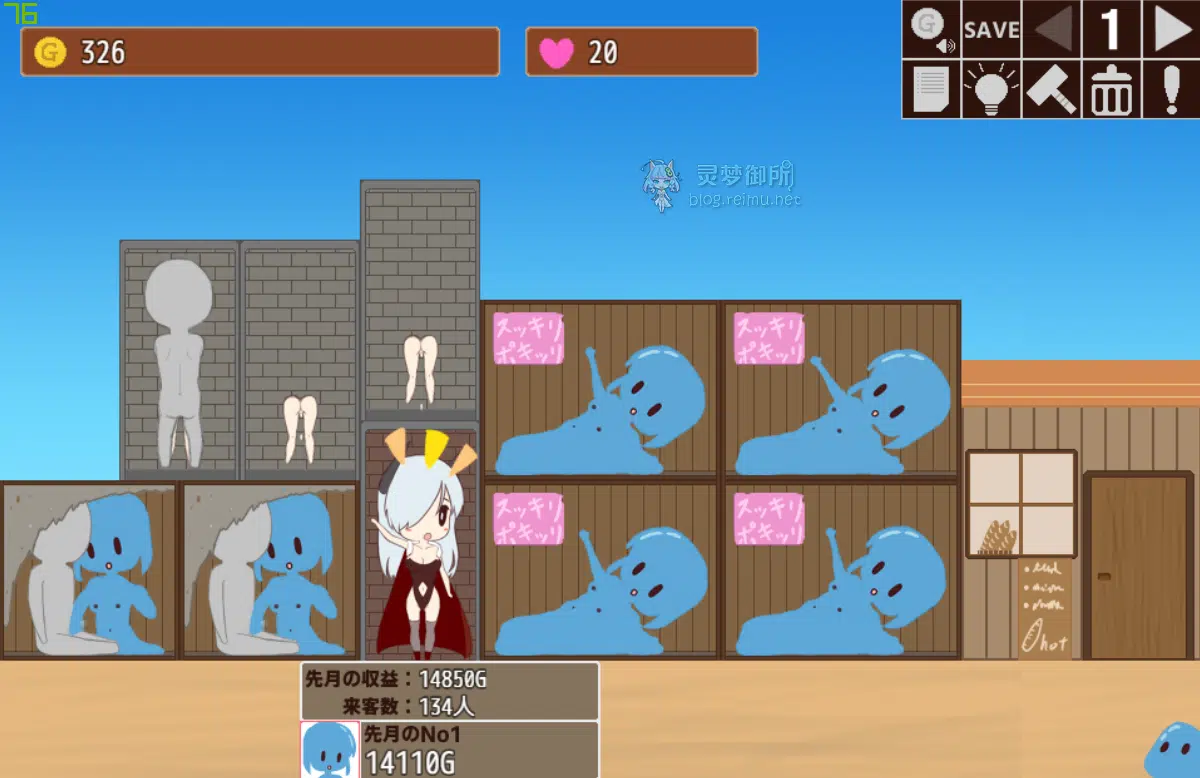 76
326
20
SAVE
1
G
灵梦御所
blog.reimu.net
スッキリ
ポキッリ
スッキリ
ポキッリ
スッキリ
ポキッリ
スッキリ
ポキッリ
hot
先月の収益：14850G
来客数：134人
先月のNo1
14110G